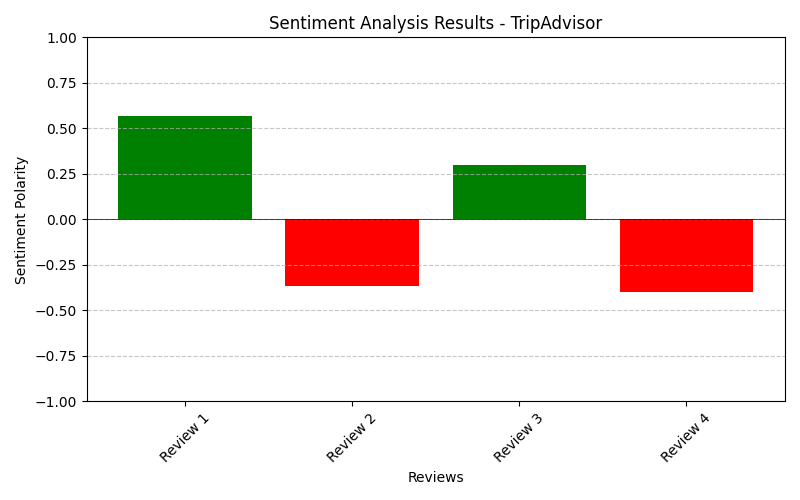 Sentiment Analysis Results - TripAdvisor
1.00
0.75
0.50
0.25
0.00
−0.25
−0.50
−0.75
−1.00
Sentiment Polarity
Review 1
Review 2
Review 3
Review 4
Reviews